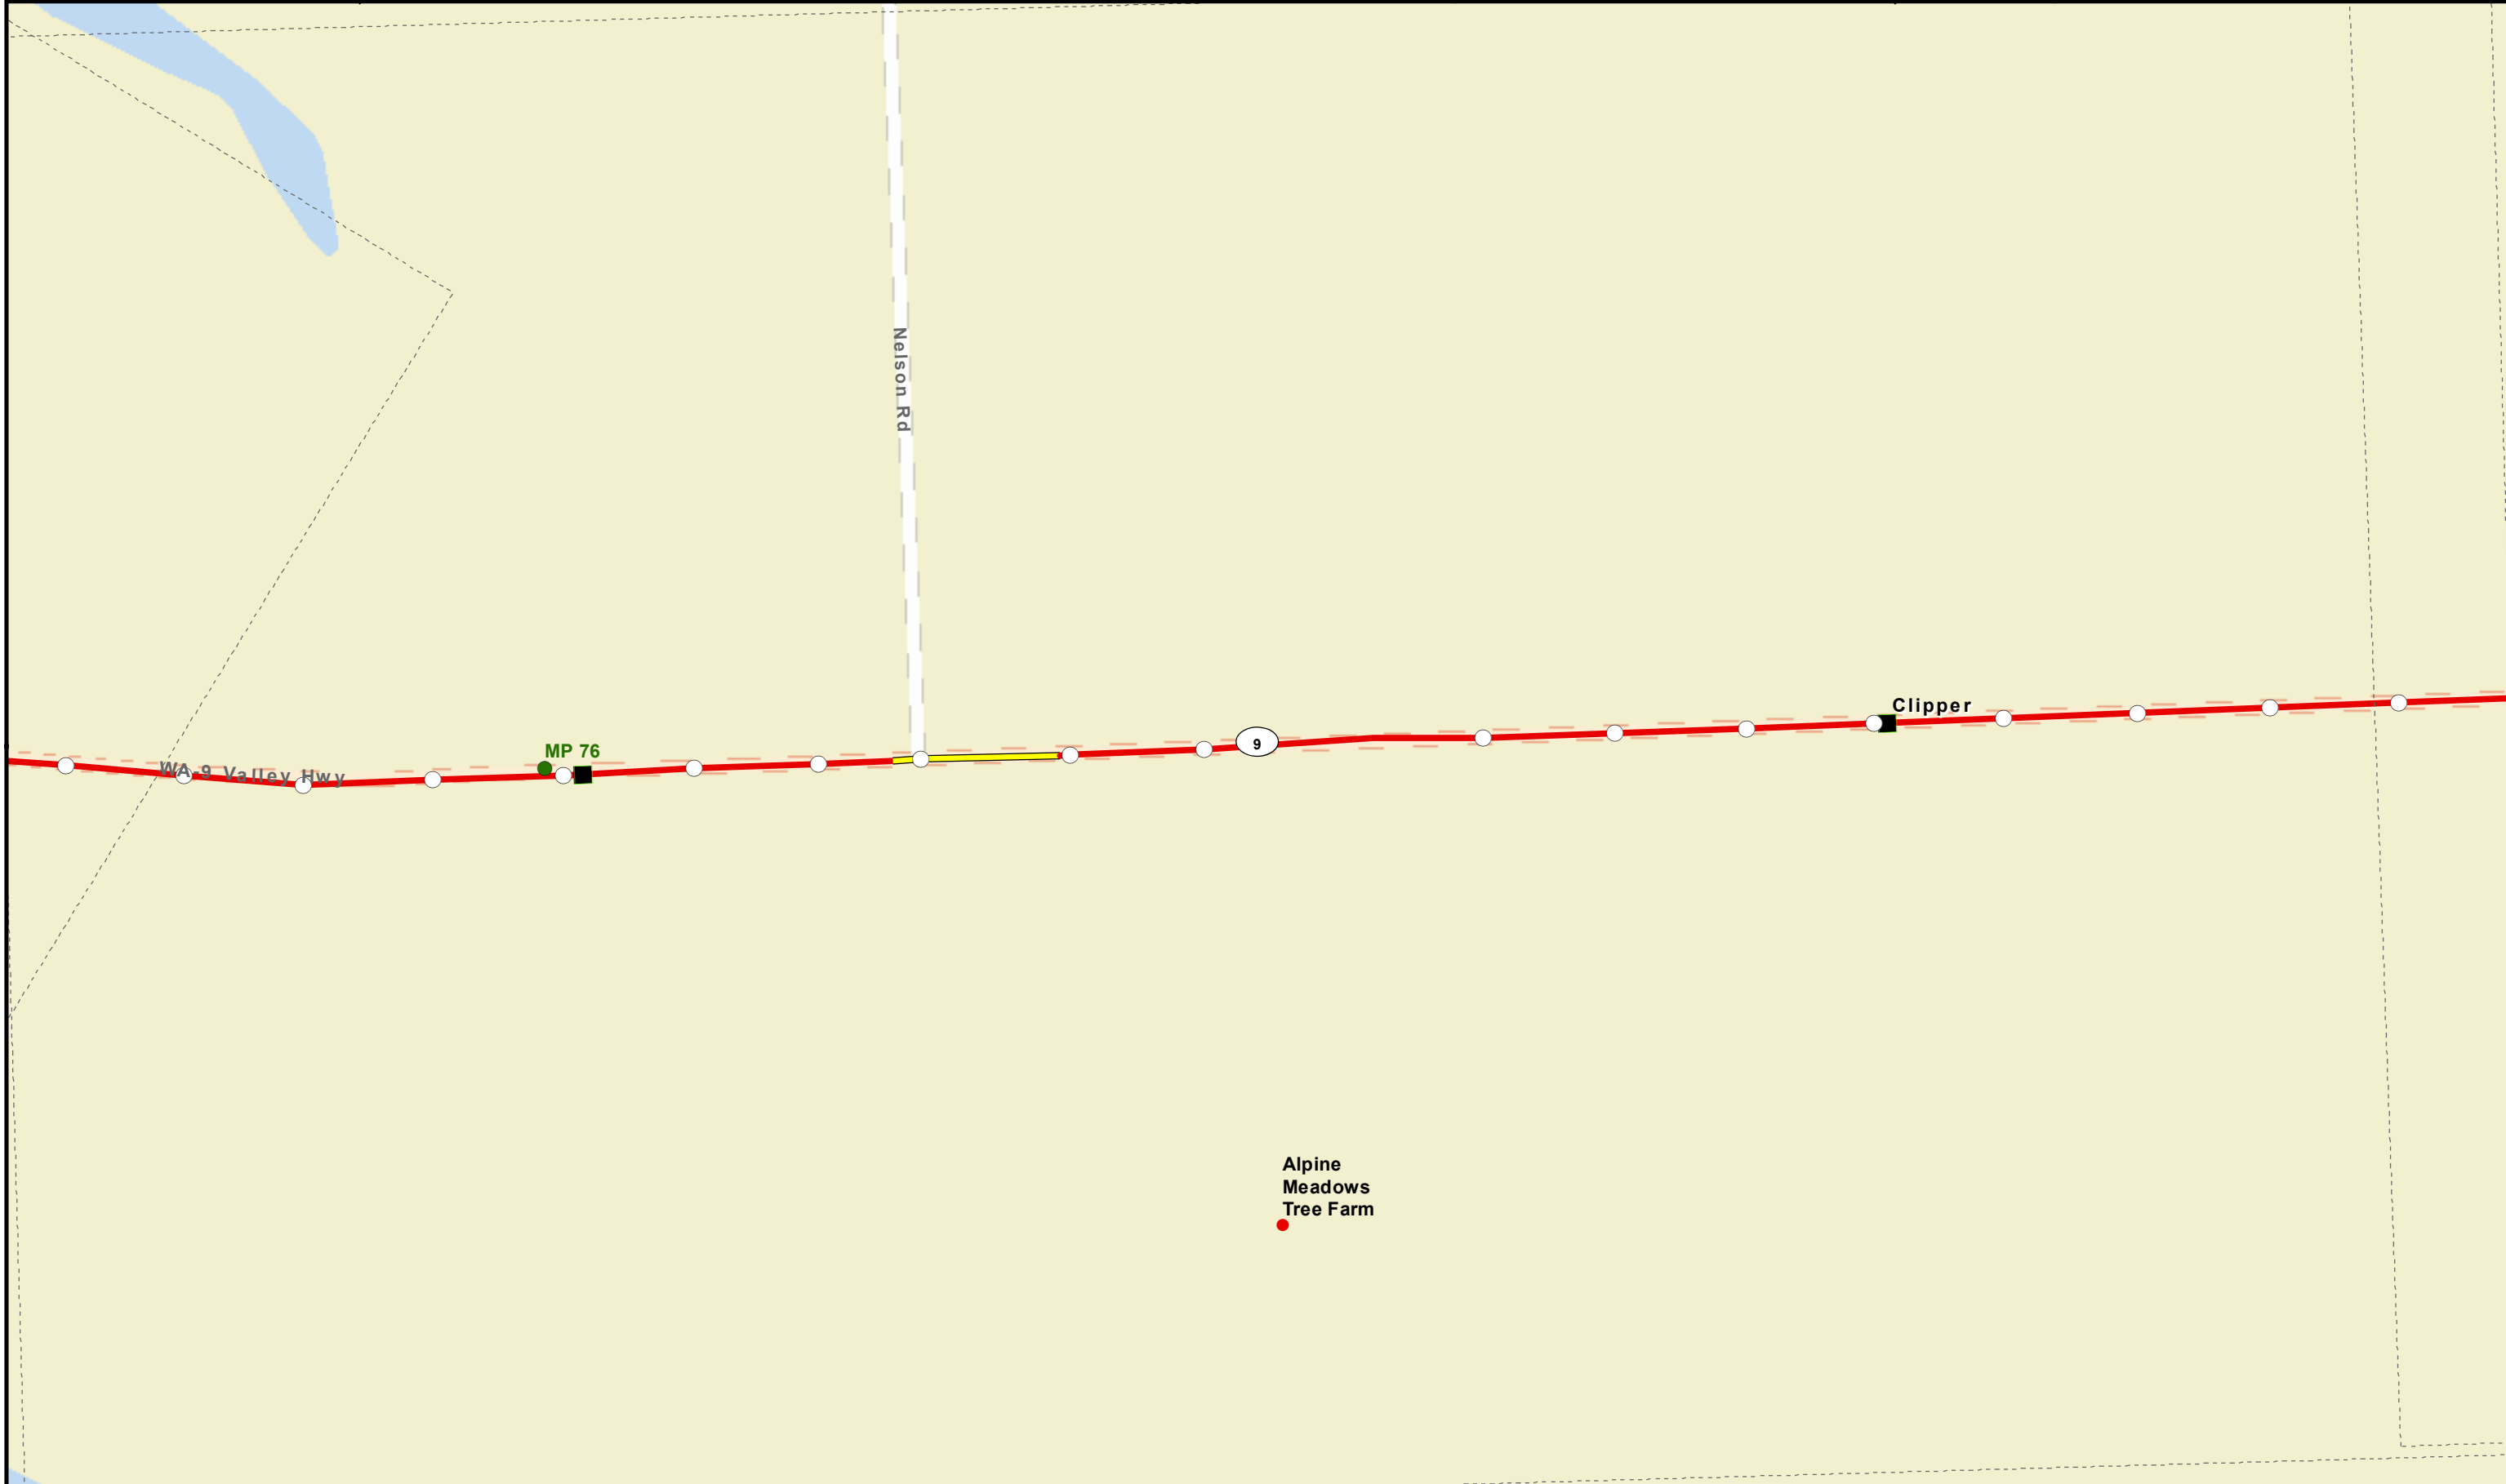 Nelson Rd
Clipper
9
MP 76
WA-9 Valley Hwy
Alpine
Meadows
Tree Farm